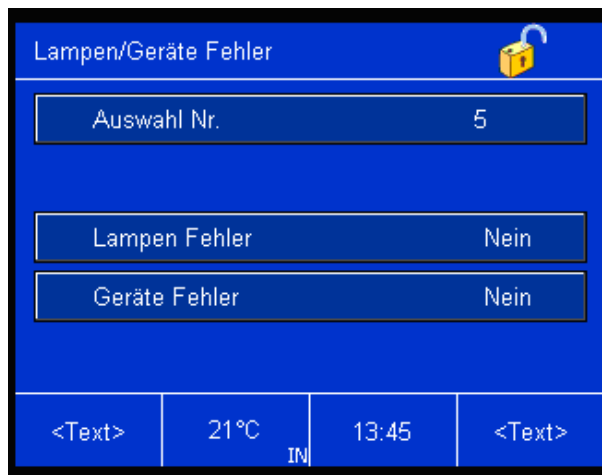 Lampen/Geräte Fehler
Auswahl Nr. 5
Lampen Fehler Nein
Geräte Fehler Nein
<Text> 21°C IN 13:45 <Text>